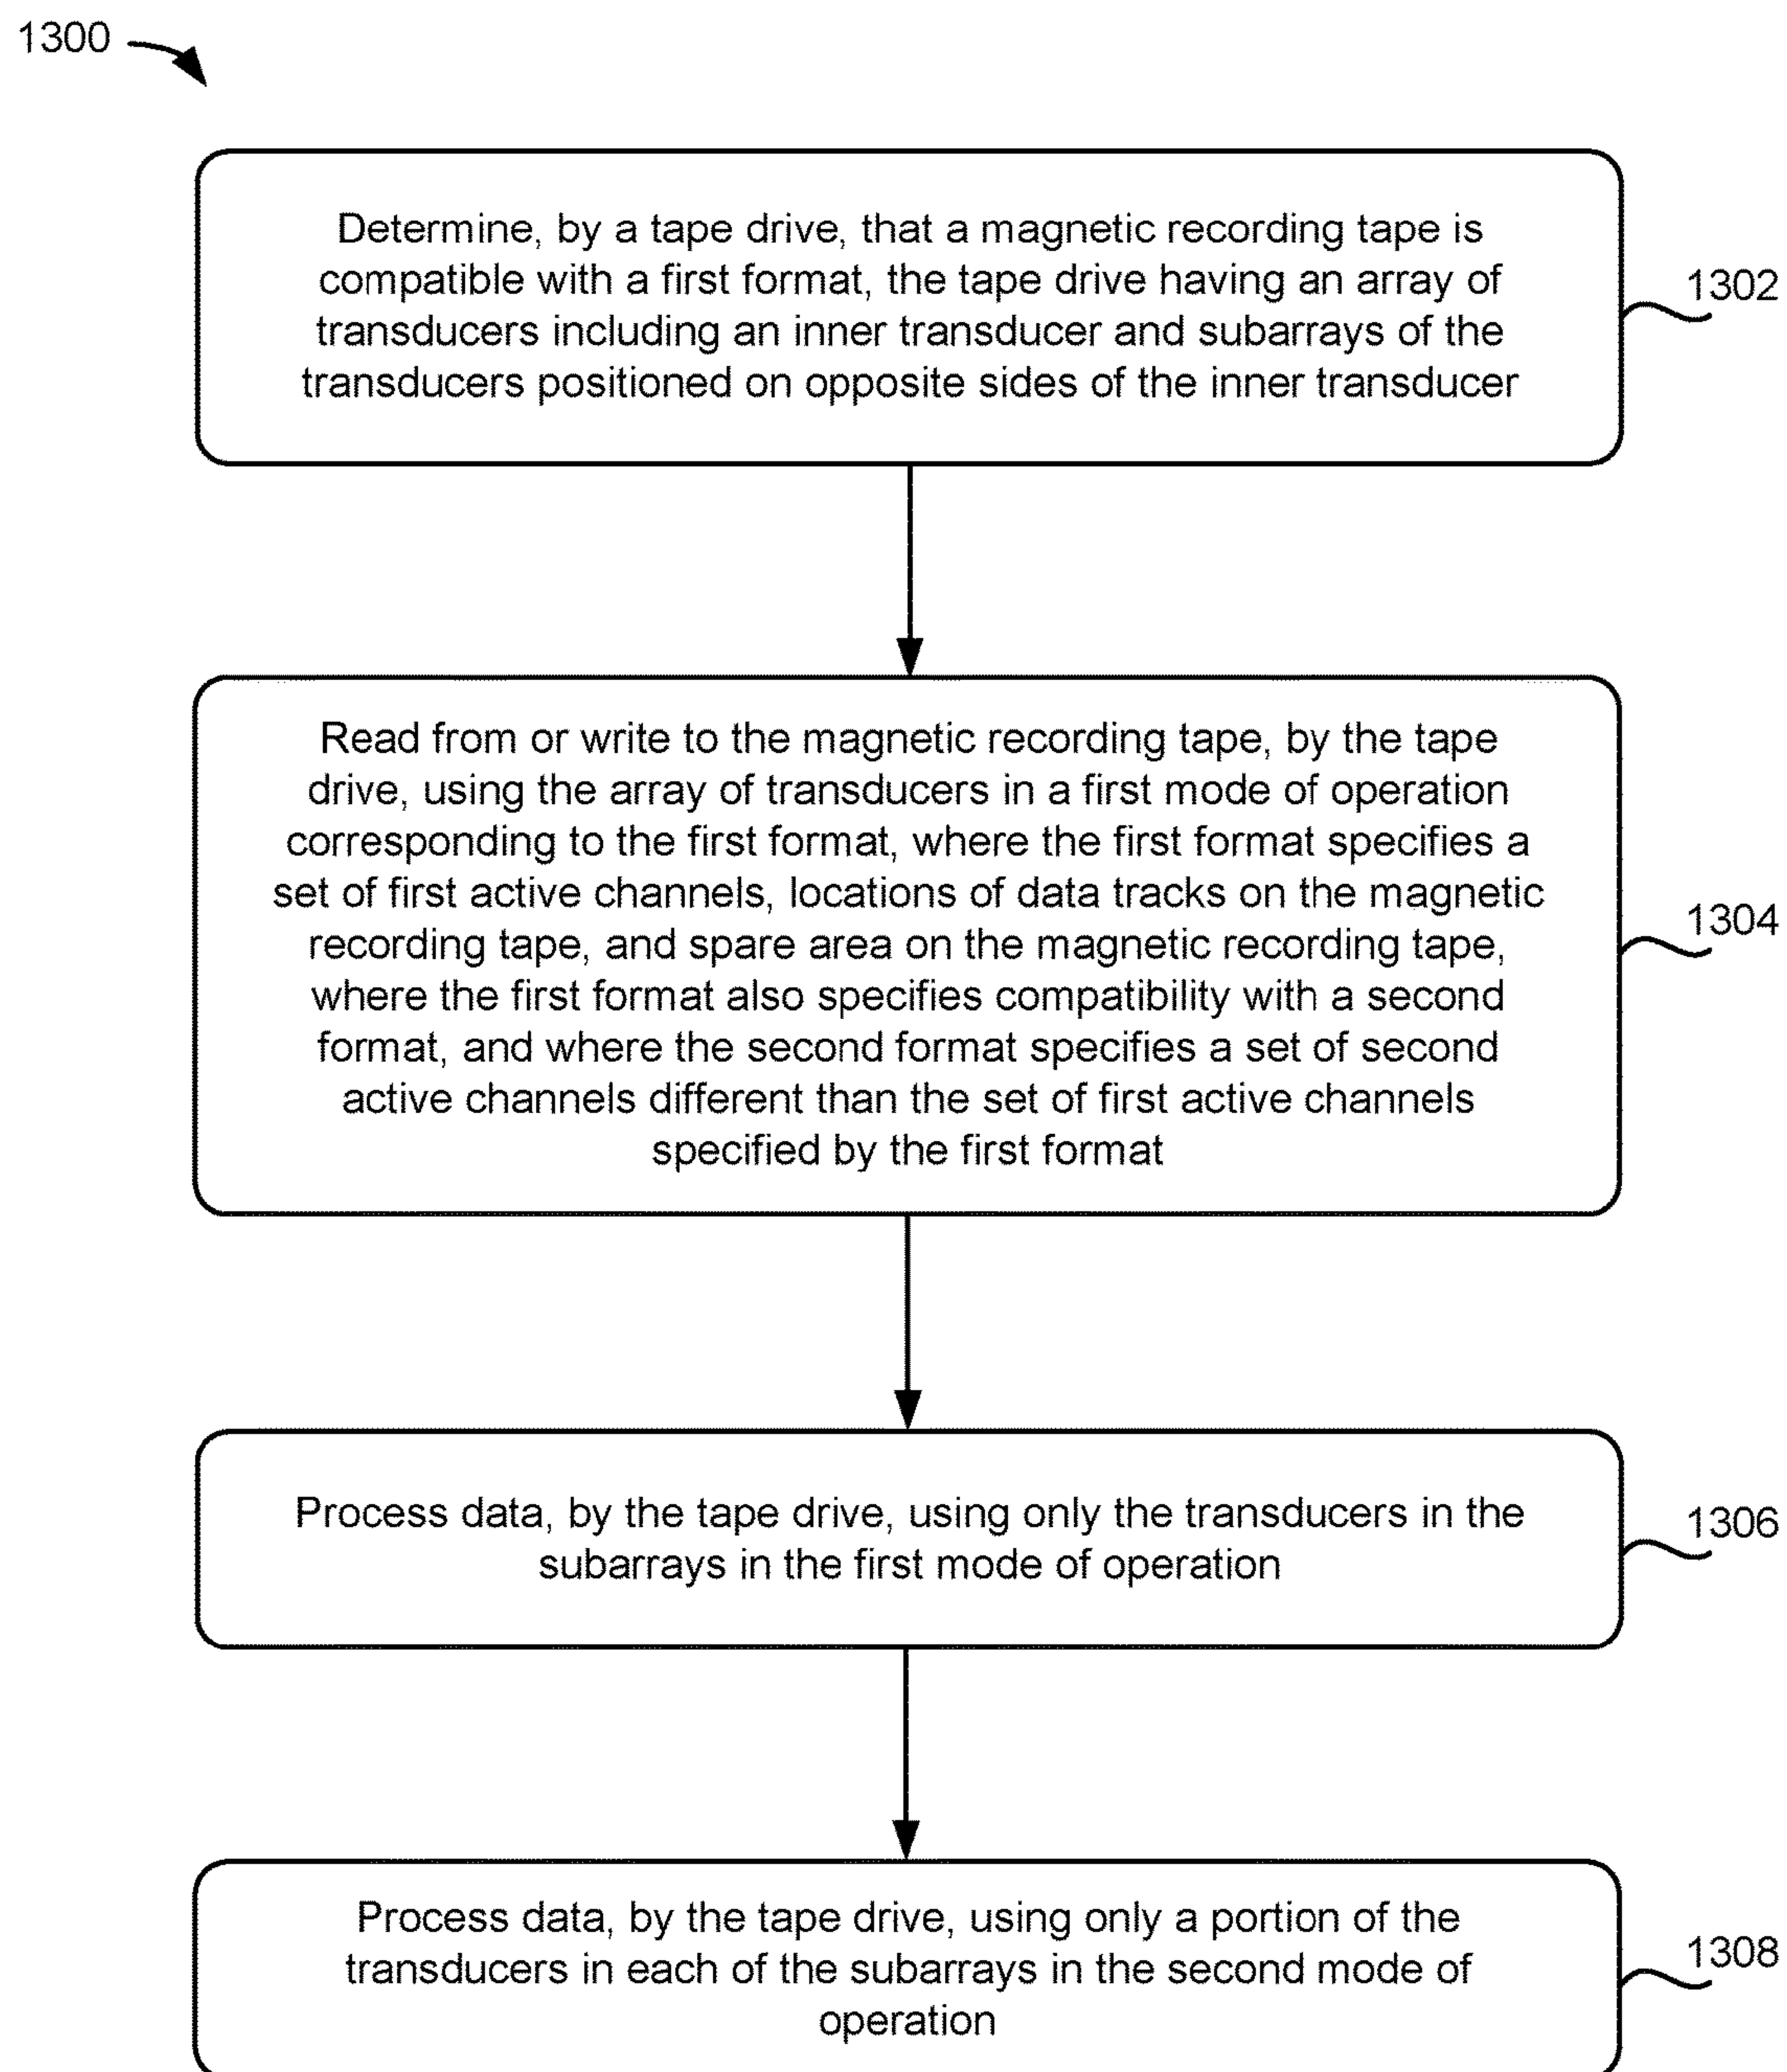 1300
Determine, by a tape drive, that a magnetic recording tape is
compatible with a first format, the tape drive having an array of
transducers including an inner transducer and subarrays of the
transducers positioned on opposite sides of the inner transducer
1302
Read from or write to the magnetic recording tape, by the tape
drive, using the array of transducers in a first mode of operation
corresponding to the first format, where the first format specifies a
set of first active channels, locations of data tracks on the magnetic
recording tape, and spare area on the magnetic recording tape,
where the first format also specifies compatibility with a second
format, and where the second format specifies a set of second
active channels different than the set of first active channels
specified by the first format
1304
Process data, by the tape drive, using only the transducers in the
subarrays in the first mode of operation
1306
Process data, by the tape drive, using only a portion of the
transducers in each of the subarrays in the second mode of
operation
1308